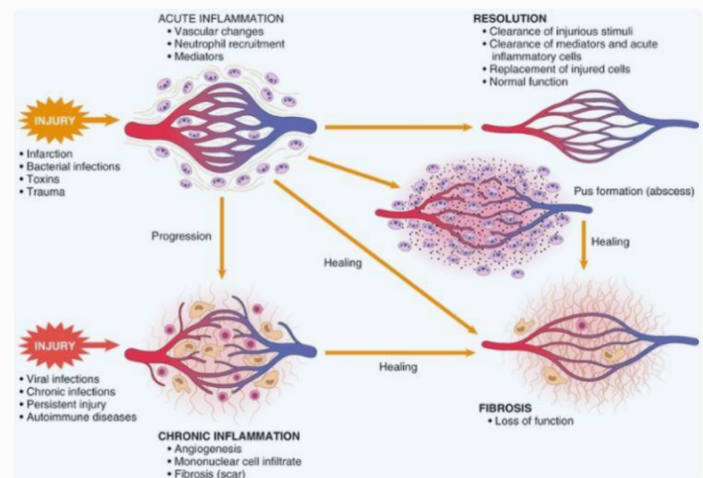 ACUTE INFLAMMATION
• Vascular changes
• Neutrophil recruitment
• Mediators
RESOLUTION
• Clearance of injurious stimuli
• Clearance of mediators and acute
inflammatory cells
• Replacement of injured cells
• Normal function
INJURY
• Infarction
• Bacterial infections
• Toxins
• Trauma
Pus formation (abscess)
Progression
Healing
Healing
INJURY
• Viral infections
• Chronic infections
• Persistent injury
• Autoimmune diseases
Healing
FIBROSIS
• Loss of function
CHRONIC INFLAMMATION
• Angiogenesis
• Mononuclear cell infiltrate
• Fibrosis (scar)